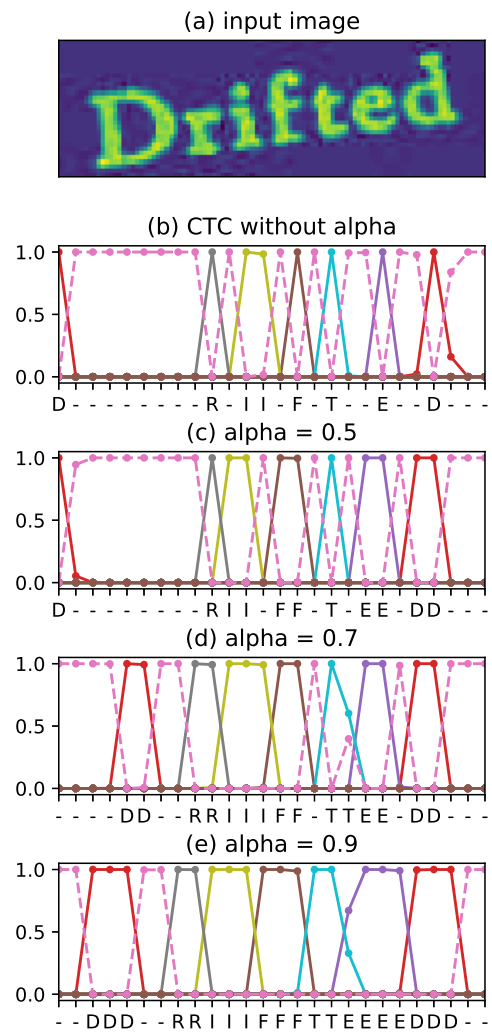 (a) input image
Drifted
(b) CTC without alpha
1.0
0.5
0.0
D - - - - - - - - R - I I - F - T - - E - - D - - -
(c) alpha = 0.5
1.0
0.5
0.0
D - - - - - - - - R I I - F F - T - E E - D D - - -
(d) alpha = 0.7
1.0
0.5
0.0
- - - - D D - - R R I I I F F - T T E E - D D - - -
(e) alpha = 0.9
1.0
0.5
0.0
- - D D D - - R R I I I F F F T T E E E E D D D - -